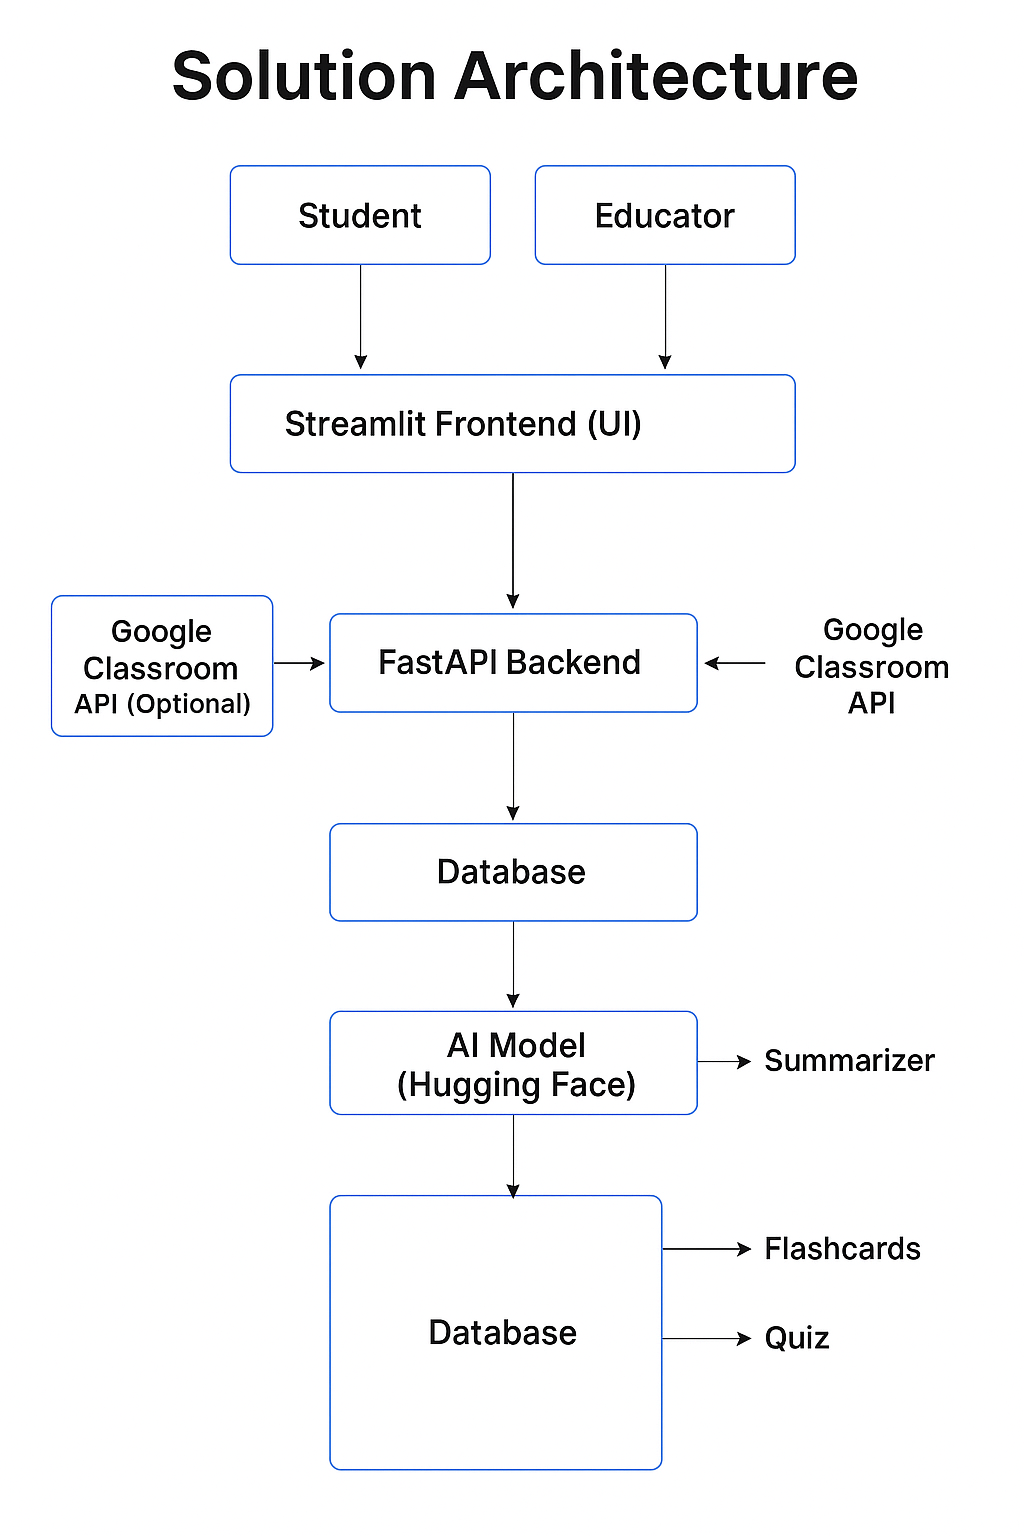 Solution Architecture
Student
Educator
Streamlit Frontend (UI)
Google
Classroom
API (Optional)
FastAPI Backend
Google
Classroom
API
Database
AI Model
(Hugging Face)
Summarizer
Database
Flashcards
Quiz